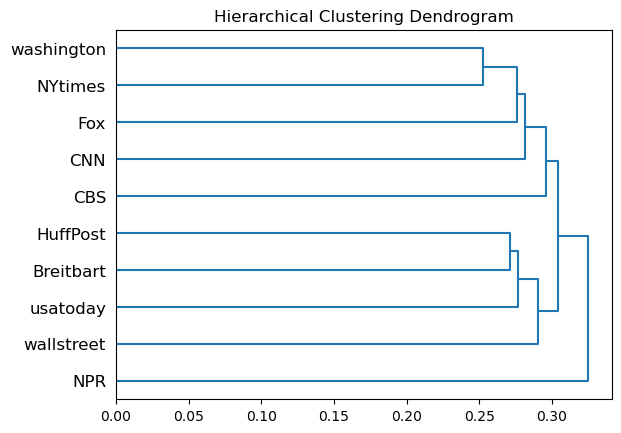 Hierarchical Clustering Dendrogram
washington
NYtimes
Fox
CNN
CBS
HuffPost
Breitbart
usatoday
wallstreet
NPR
0.00 0.05 0.10 0.15 0.20 0.25 0.30